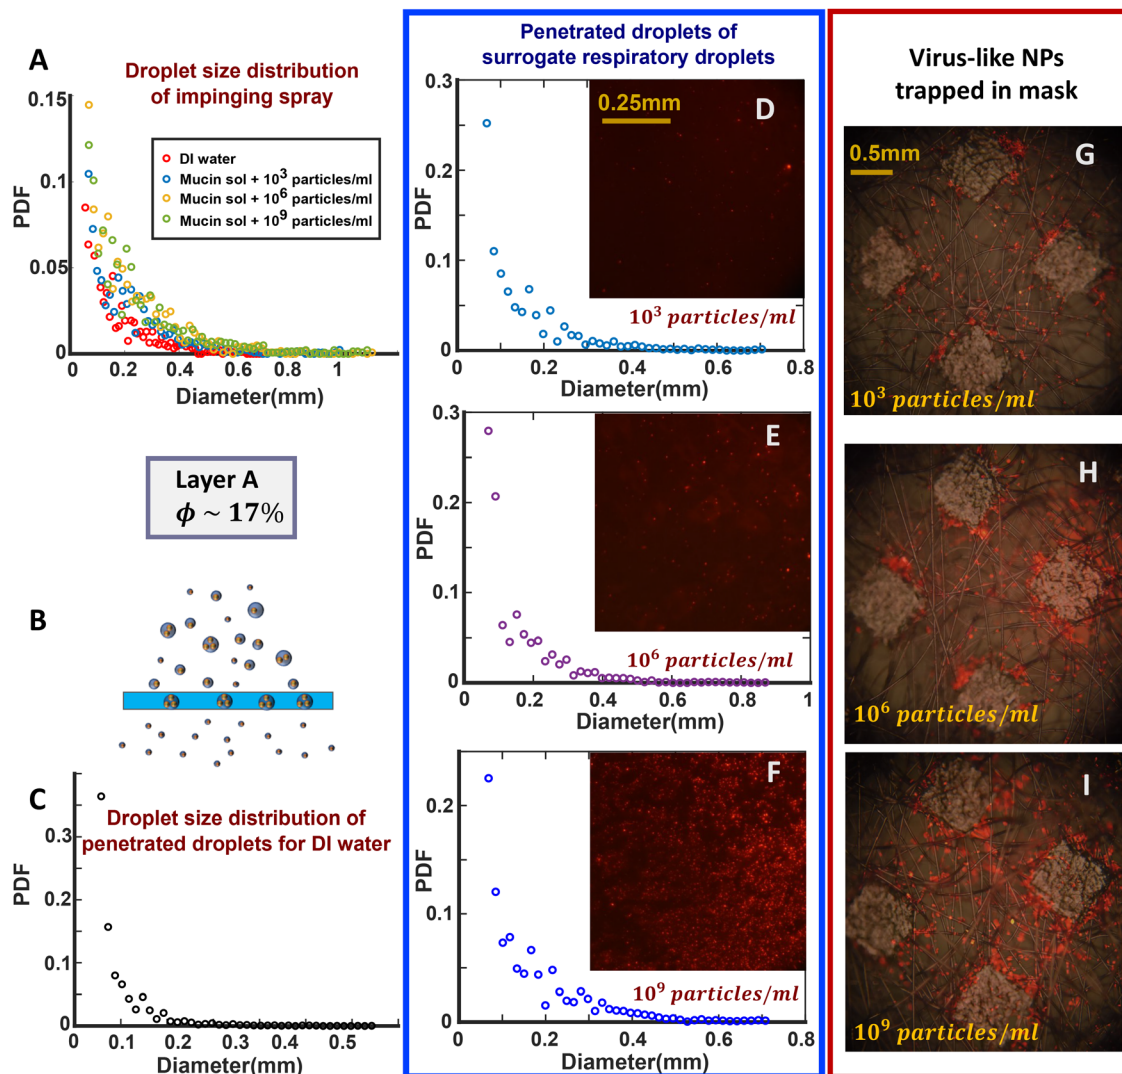 A
Droplet size distribution
of impinging spray
0.15
0.1
0.05
0
PDF
DI water
Mucin sol + 10³ particles/ml
Mucin sol + 10⁶ particles/ml
Mucin sol + 10⁹ particles/ml
0 0.2 0.4 0.6 0.8 1
Diameter(mm)
Layer A
ϕ ~ 17%
B
C
Droplet size distribution of
penetrated droplets for DI water
0.3
0.2
0.1
0
PDF
0.1 0.2 0.3 0.4 0.5
Diameter(mm)
Penetrated droplets of
surrogate respiratory droplets
0.3
0.2
0.1
0
PDF
0.25mm
D
10³ particles/ml
0 0.2 0.4 0.6 0.8
Diameter(mm)
0.3
0.2
0.1
0
PDF
E
10⁶ particles/ml
0 0.2 0.4 0.6 0.8 1
Diameter(mm)
0.2
0.1
0
PDF
F
10⁹ particles/ml
0 0.2 0.4 0.6 0.8
Diameter(mm)
Virus-like NPs
trapped in mask
G
0.5mm
10³ particles/ml
H
10⁶ particles/ml
I
10⁹ particles/ml